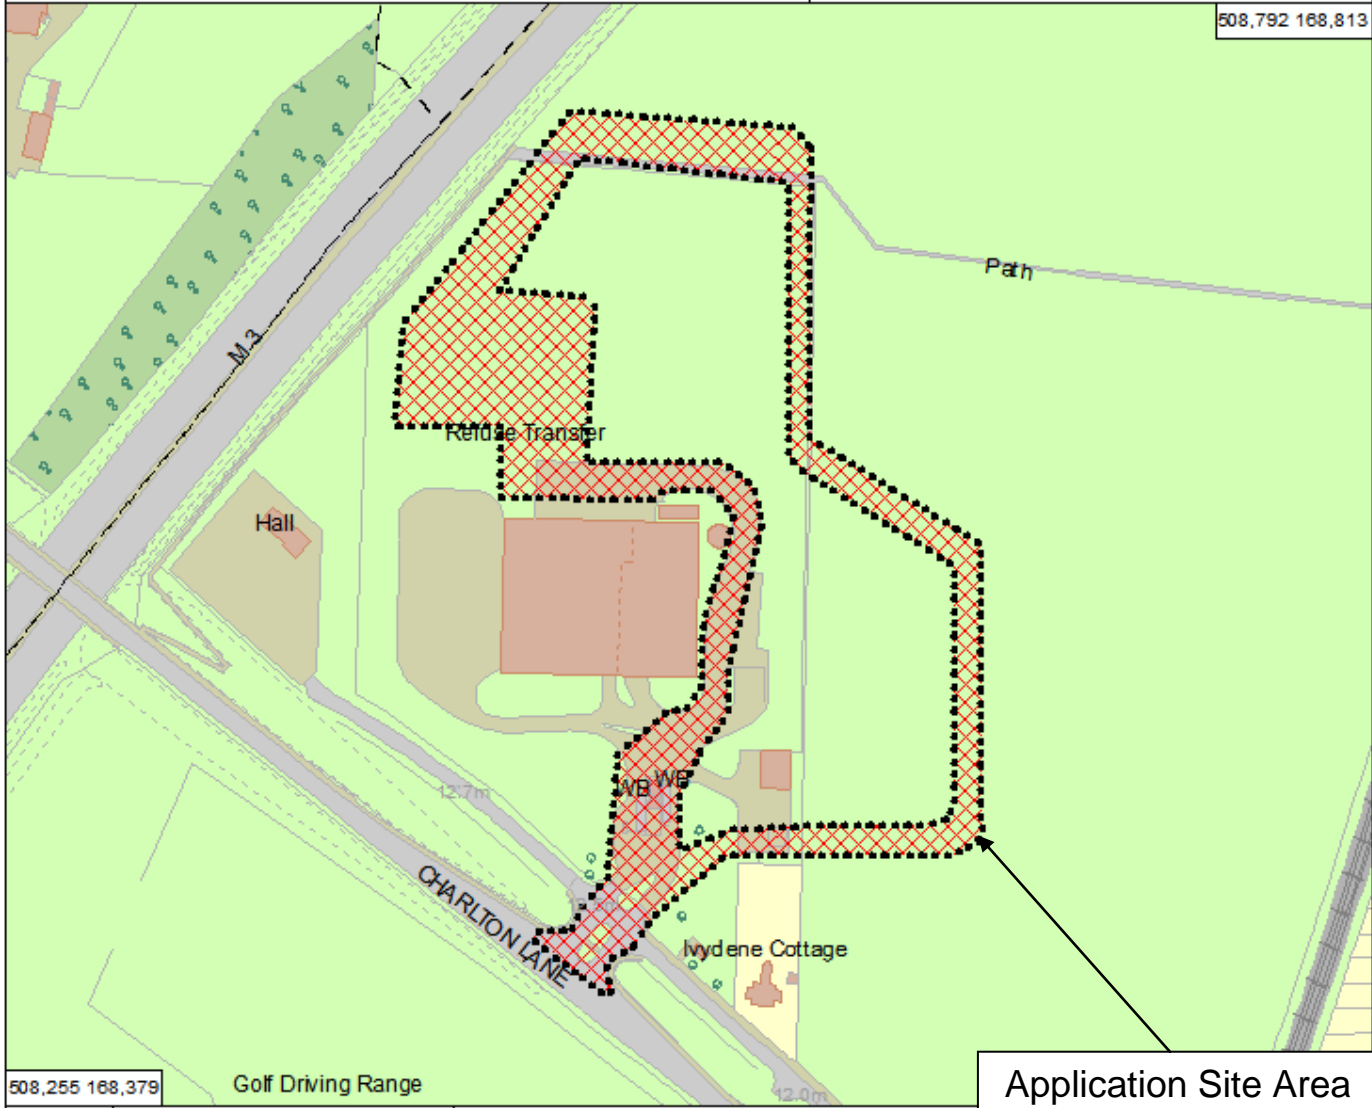 508,792 168,813
Path
M 3
Refuse Transfer
Hall
WB
WB
12.7m
CHARLTON LANE
Ivydene Cottage
Golf Driving Range
508,255 168,379
12.0m
Application Site Area